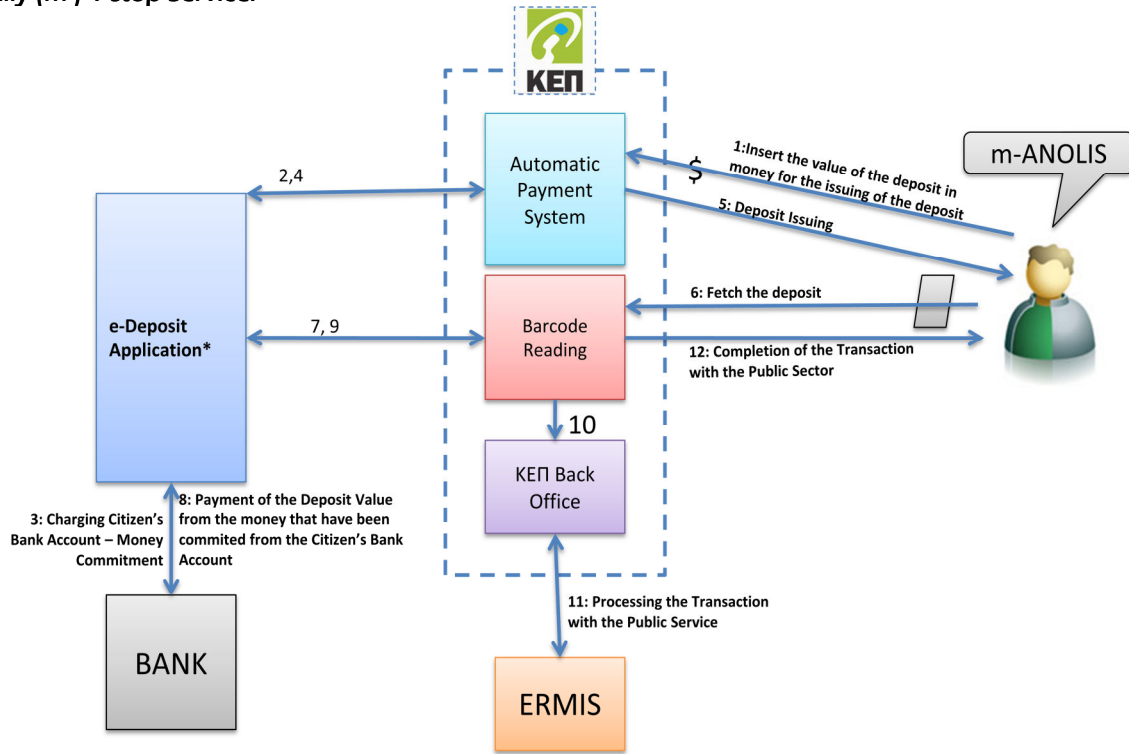 1 stop Service.
ΚΕΠ
m-ANOLIS
1:Insert the value of the deposit in
money for the issuing of the deposit
$
5: Deposit Issuing
Automatic
Payment
System
2,4
e-Deposit
Application*
7, 9
Barcode
Reading
6: Fetch the deposit
12: Completion of the Transaction
with the Public Sector
10
ΚΕΠ Back
Office
3: Charging Citizen's
Bank Account – Money
Commitment
8: Payment of the Deposit Value
from the money that have been
commited from the Citizen's Bank
Account
11: Processing the Transaction
with the Public Service
BANK
ERMIS